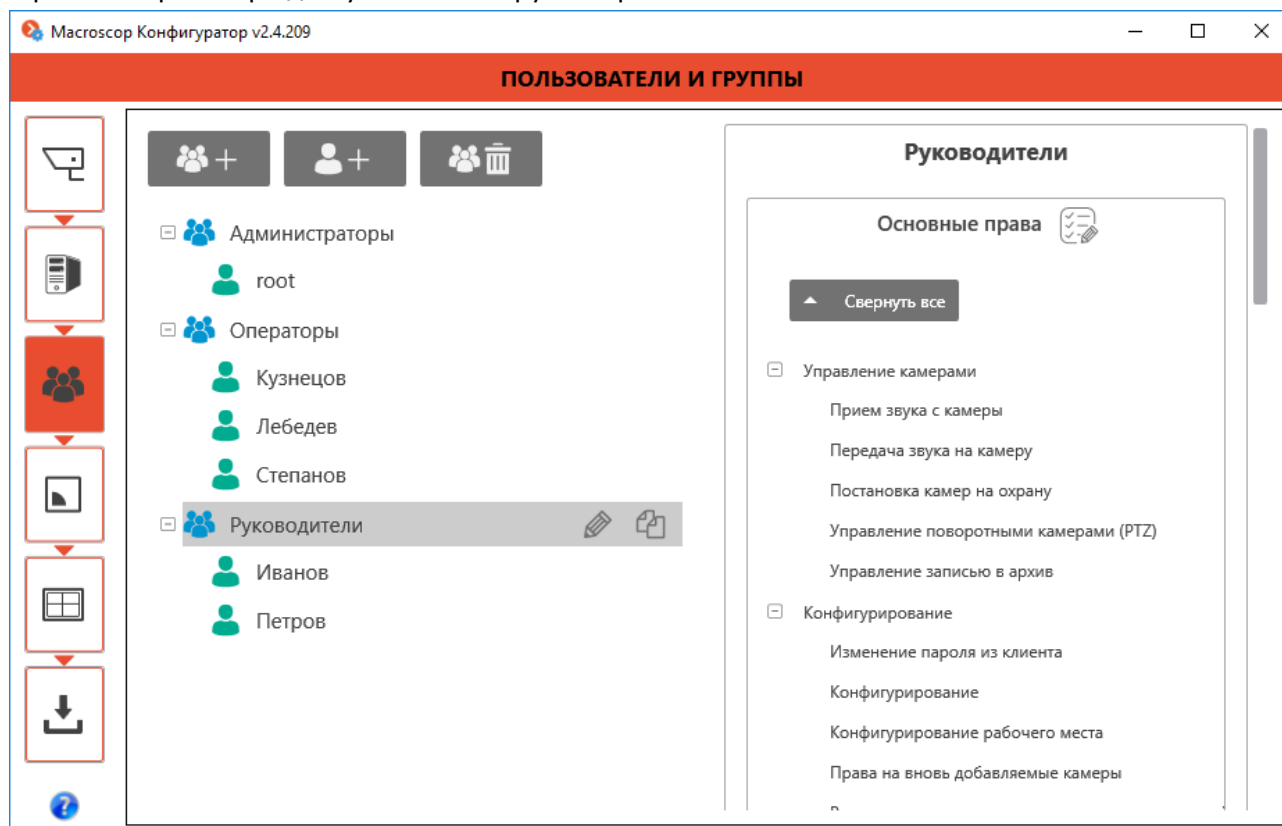 Macroscop Конфигуратор v2.4.209
ПОЛЬЗОВАТЕЛИ И ГРУППЫ
Администраторы
root
Операторы
Кузнецов
Лебедев
Степанов
Руководители
Иванов
Петров
Руководители
Основные права
Свернуть все
Управление камерами
Прием звука с камеры
Передача звука на камеру
Постановка камер на охрану
Управление поворотными камерами (PTZ)
Управление записью в архив
Конфигурирование
Изменение пароля из клиента
Конфигурирование
Конфигурирование рабочего места
Права на вновь добавляемые камеры